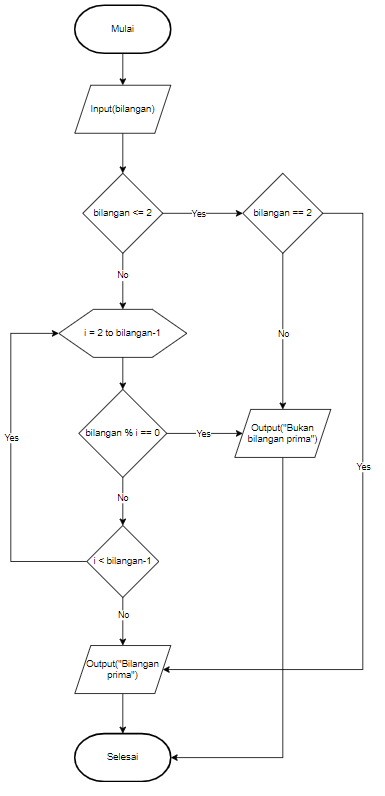 Mulai
Input(bilangan)
bilangan <= 2
Yes
bilangan == 2
No
i = 2 to bilangan-1
No
bilangan % i == 0
Yes
Output("Bukan
bilangan prima")
Yes
Yes
No
i < bilangan-1
No
Output("Bilangan
prima")
Selesai